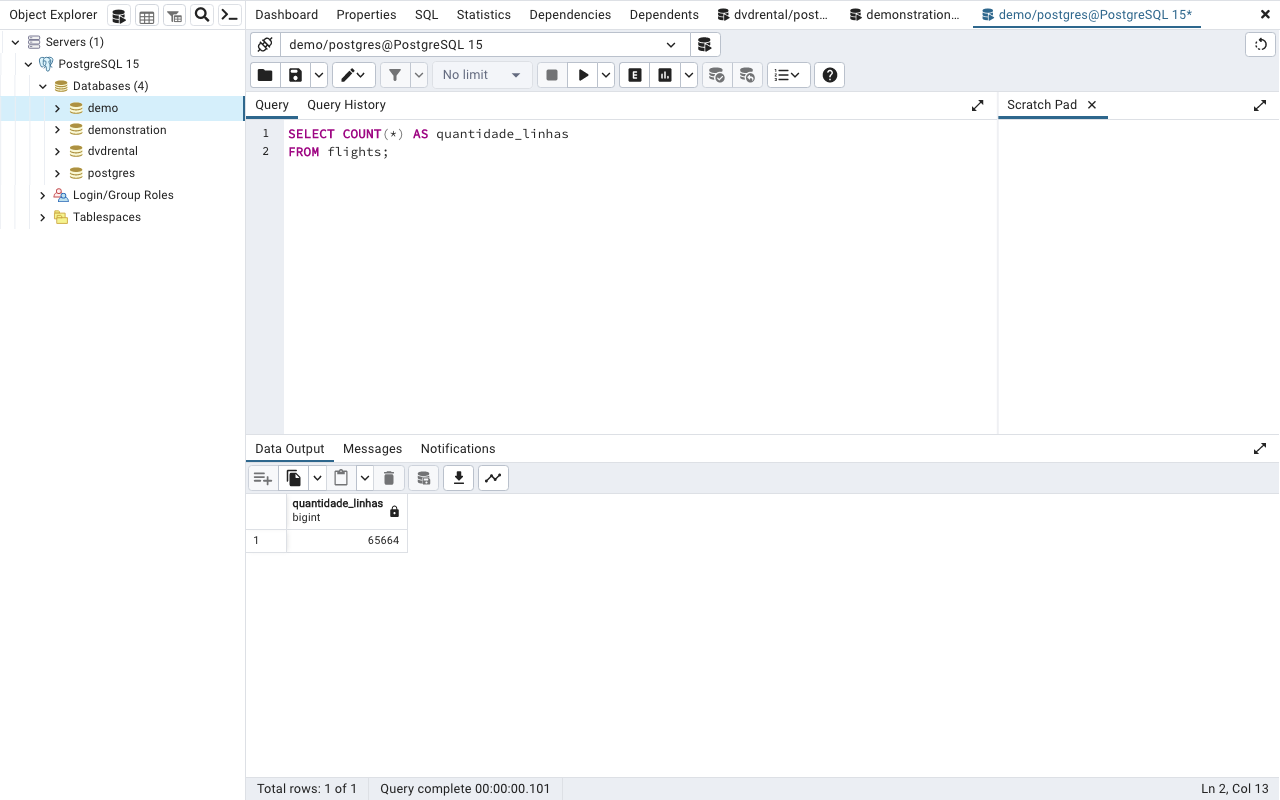 Object Explorer
Dashboard Properties SQL Statistics Dependencies Dependents dvdrental/post... demonstration... demo/postgres@PostgreSQL 15*
Servers (1)
PostgreSQL 15
Databases (4)
demo
demonstration
dvdrental
postgres
Login/Group Roles
Tablespaces
demo/postgres@PostgreSQL 15
No limit
E
Query Query History
Scratch Pad
1 SELECT COUNT(*) AS quantidade_linhas
2 FROM flights;
Data Output Messages Notifications
quantidade_linhas
bigint
1 65664
Total rows: 1 of 1 Query complete 00:00:00.101 Ln 2, Col 13